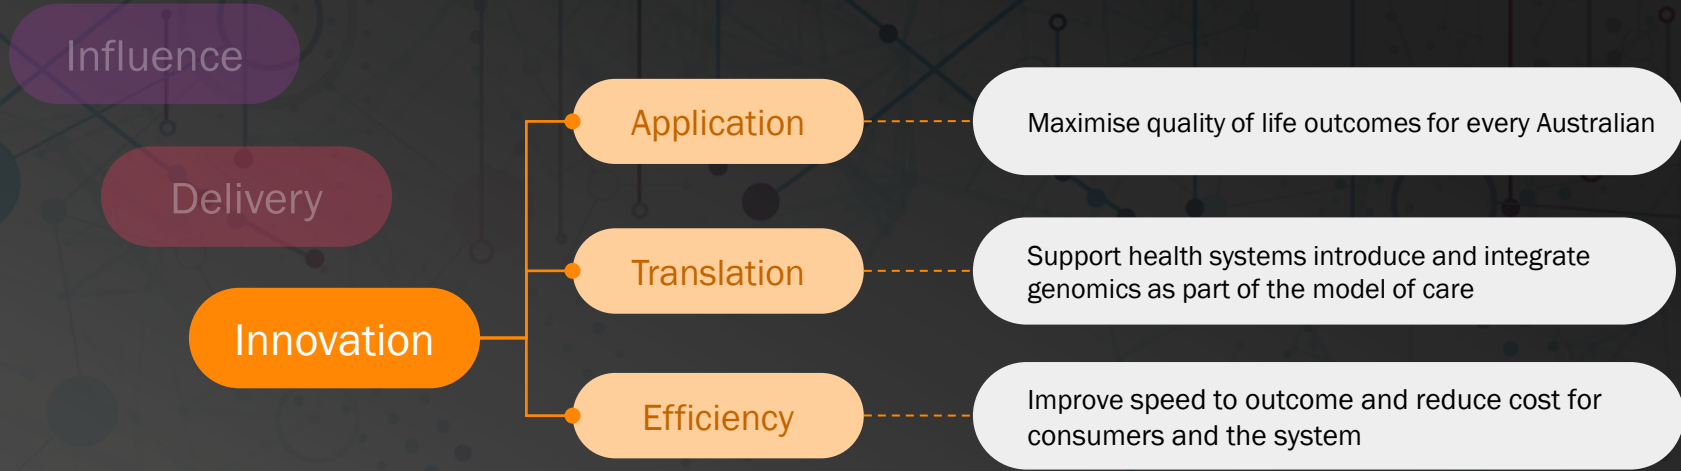 Influence
Delivery
Innovation
Application
Maximise quality of life outcomes for every Australian
Translation
Support health systems introduce and integrate
genomics as part of the model of care
Efficiency
Improve speed to outcome and reduce cost for
consumers and the system